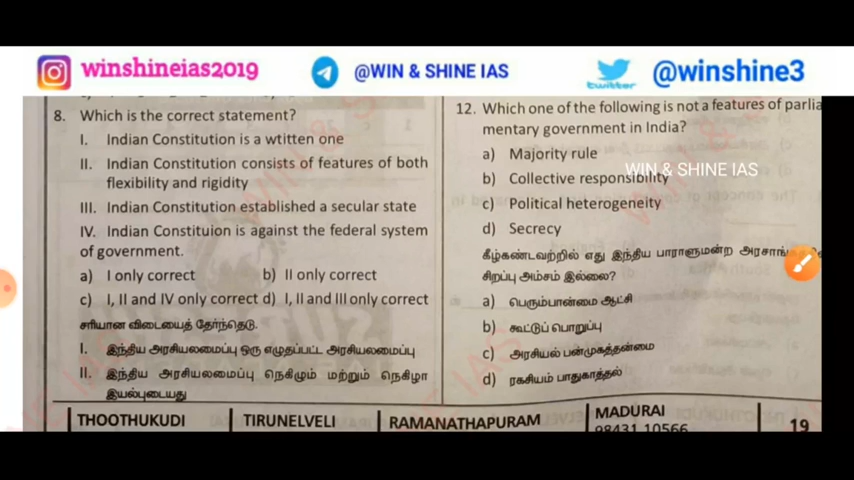 winshineias2019
@WIN & SHINE IAS
twitter
@winshine3
8. Which is the correct statement?
I. Indian Constitution is a wtitten one
II. Indian Constitution consists of features of both
flexibility and rigidity
III. Indian Constitution established a secular state
IV. Indian Constituion is against the federal system
of government.
a) I only correct b) II only correct
c) I, II and IV only correct d) I, II and III only correct
சரியான விடையைத் தேர்ந்தெடு.
I. இந்திய அரசியலமைப்பு ஒரு எழுதப்பட்ட அரசியலமைப்பு
II. இந்திய அரசியலமைப்பு நெகிழும் மற்றும் நெகிழா
இயல்புடையது
12. Which one of the following is not a features of parlia
mentary government in India?
a) Majority rule
WIN & SHINE IAS
b) Collective responsibility
c) Political heterogeneity
d) Secrecy
கீழ்கண்டவற்றில் எது இந்திய பாராளுமன்ற
சிறப்பு அம்சம் இல்லை?
a) பெரும்பான்மை ஆட்சி
b) கூட்டுப் பொறுப்பு
c) அரசியல் பன்முகத்தன்மை
d) ரகசியம் பாதுகாத்தல்
THOOTHUKUDI TIRUNELVELI RAMANATHAPURAM MADURAI 19
98431 10566